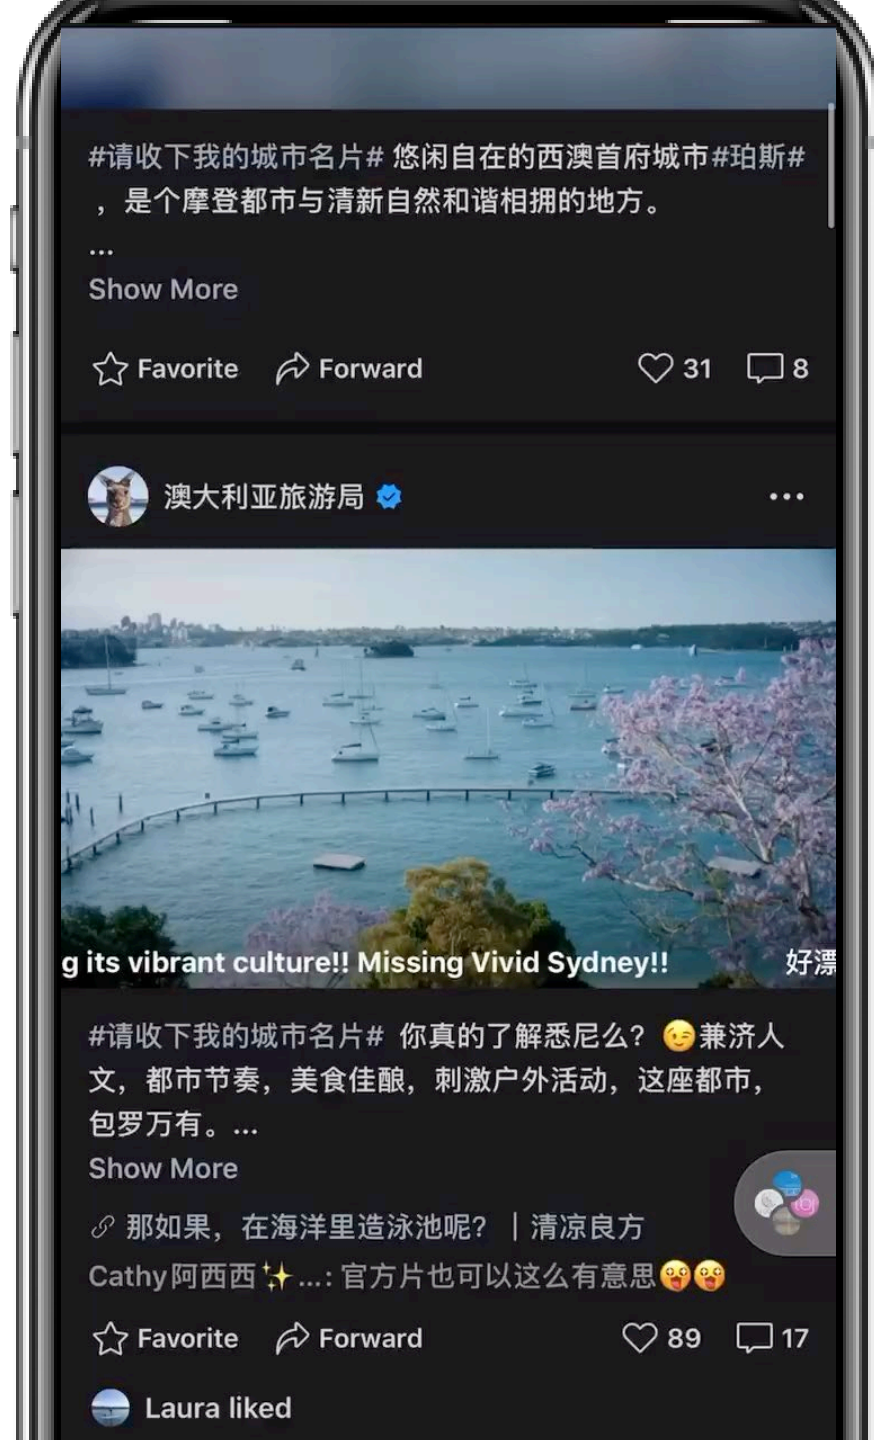 #请收下我的城市名片# 悠闲自在的西澳首府城市#珀斯#
，是个摩登都市与清新自然和谐相拥的地方。
...
Show More
Favorite Forward 31 8
澳大利亚旅游局
g its vibrant culture!! Missing Vivid Sydney!! 好漂
#请收下我的城市名片# 你真的了解悉尼么？😉兼济人
文，都市节奏，美食佳酿，刺激户外活动，这座都市，
包罗万有。...
Show More
那如果，在海洋里造泳池呢？｜清凉良方
Cathy阿西西✨...: 官方片也可以这么有意思😲😲
Favorite Forward 89 17
Laura liked